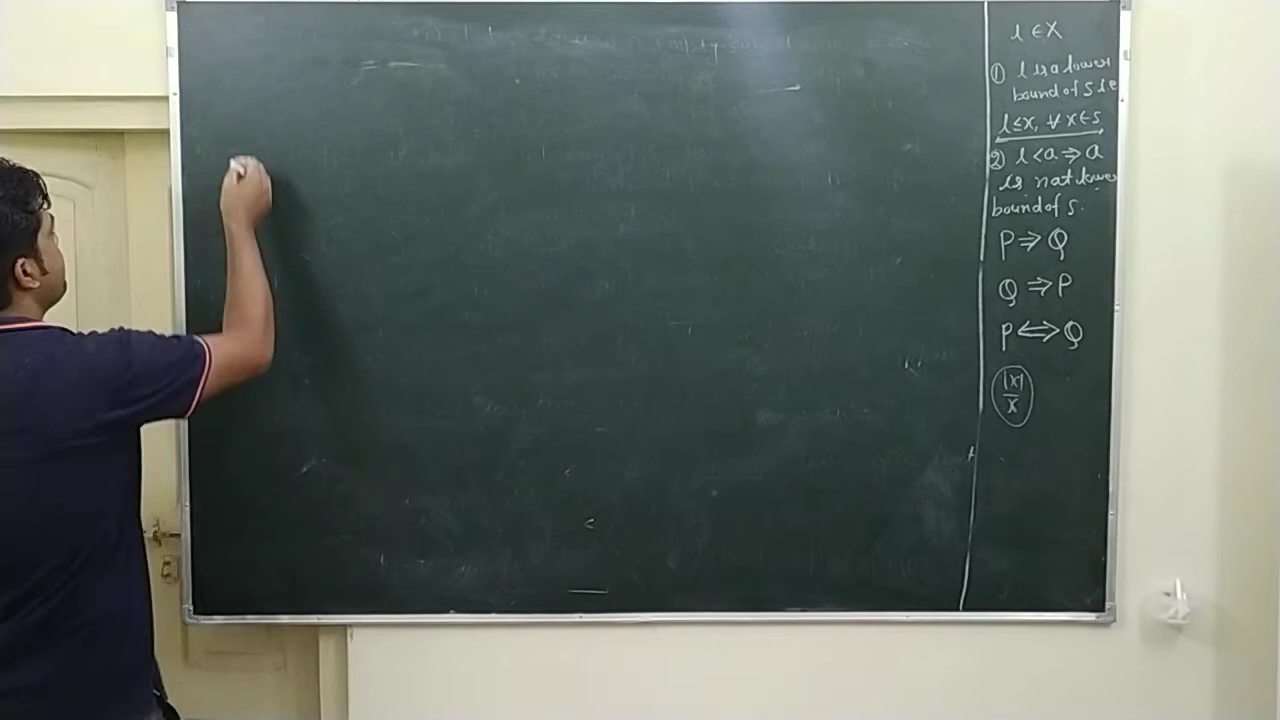 l ∈ X
① l is a lower
bound of S i.e
l ≤ x, ∀ x ∈ S
② l < a ⇒ a
is not lower
bound of S.
P ⇒ Q
Q ⇒ P
P ⟺ Q
|x|
x